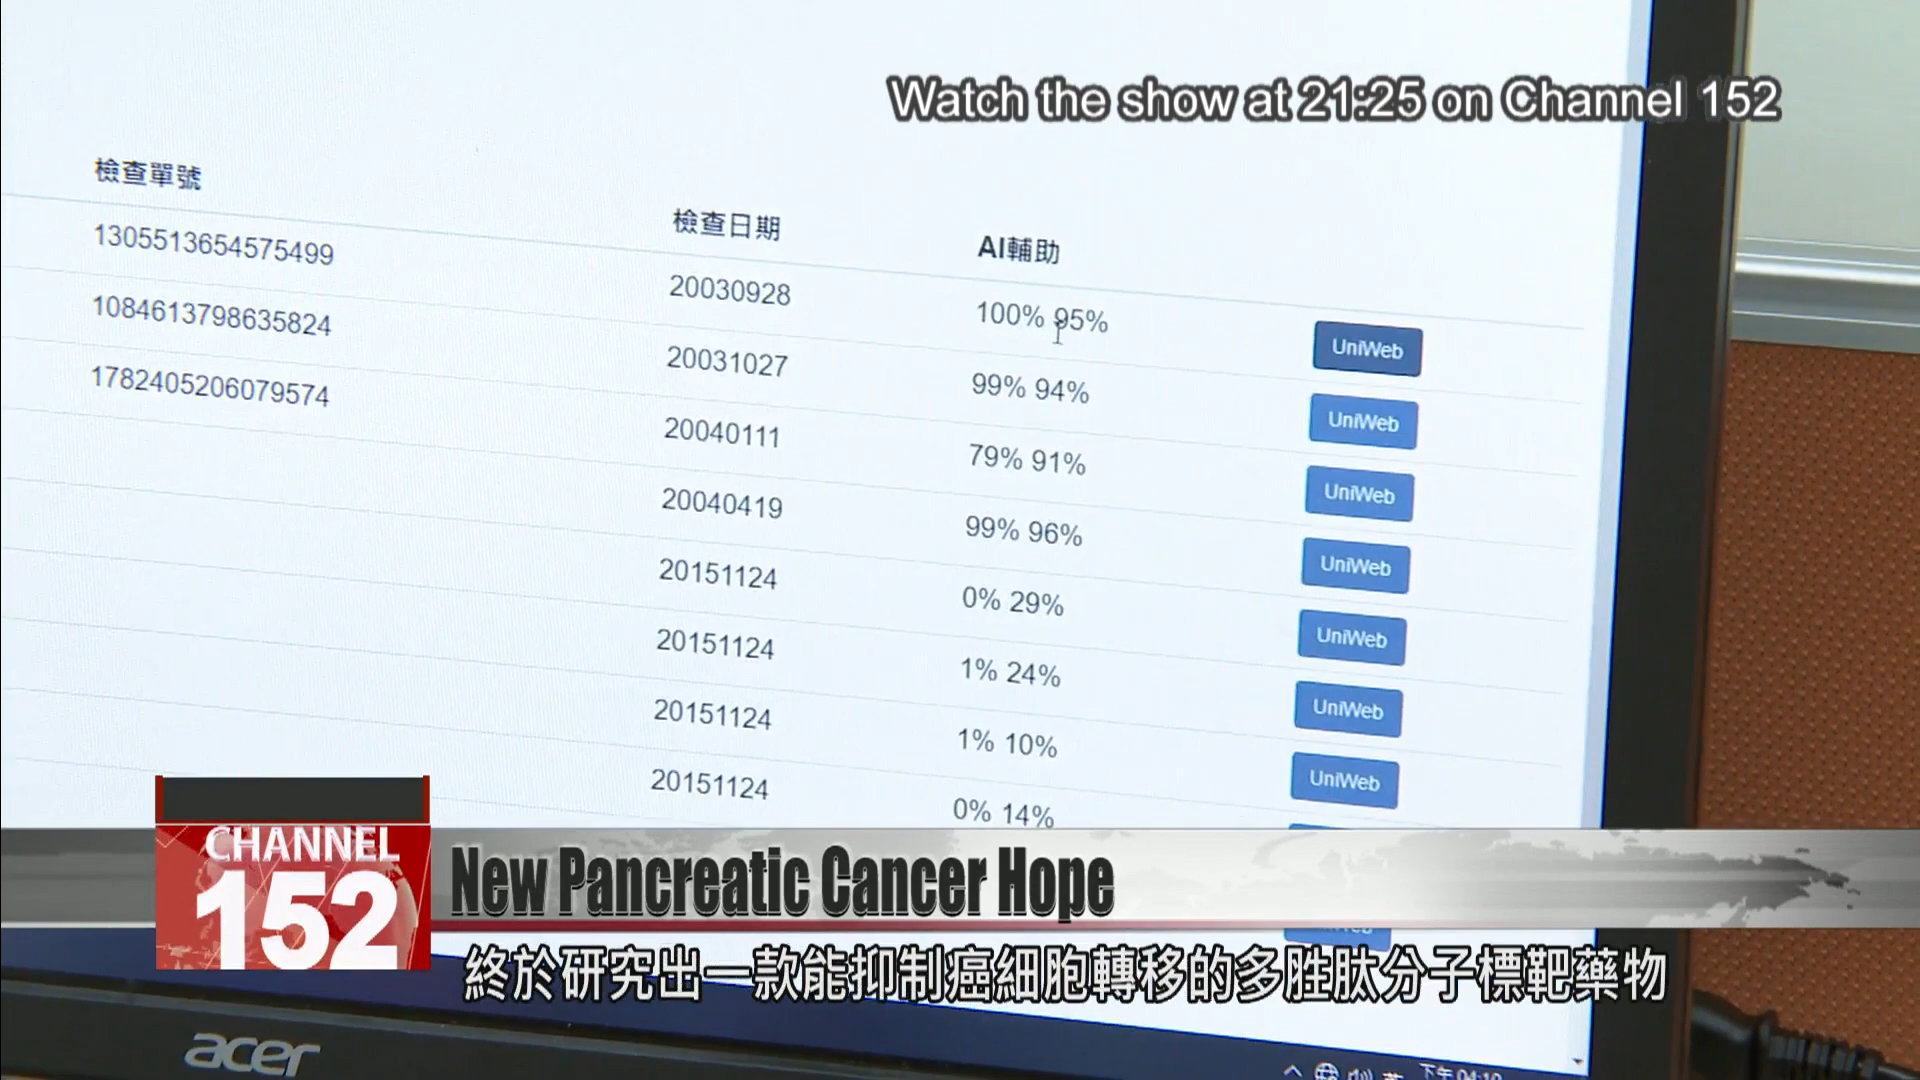 Watch the show at 21:25 on Channel 152
檢查單號 檢查日期 AI輔助
1305513654575499 20030928 100% 95% UniWeb
1084613798635824 20031027 99% 94% UniWeb
1782405206079574 20040111 79% 91% UniWeb
20040419 99% 96% UniWeb
20151124 0% 29% UniWeb
20151124 1% 24% UniWeb
20151124 1% 10% UniWeb
20151124 0% 14%
CHANNEL
152
New Pancreatic Cancer Hope
終於研究出一款能抑制癌細胞轉移的多胜肽分子標靶藥物
acer
下午 04:10